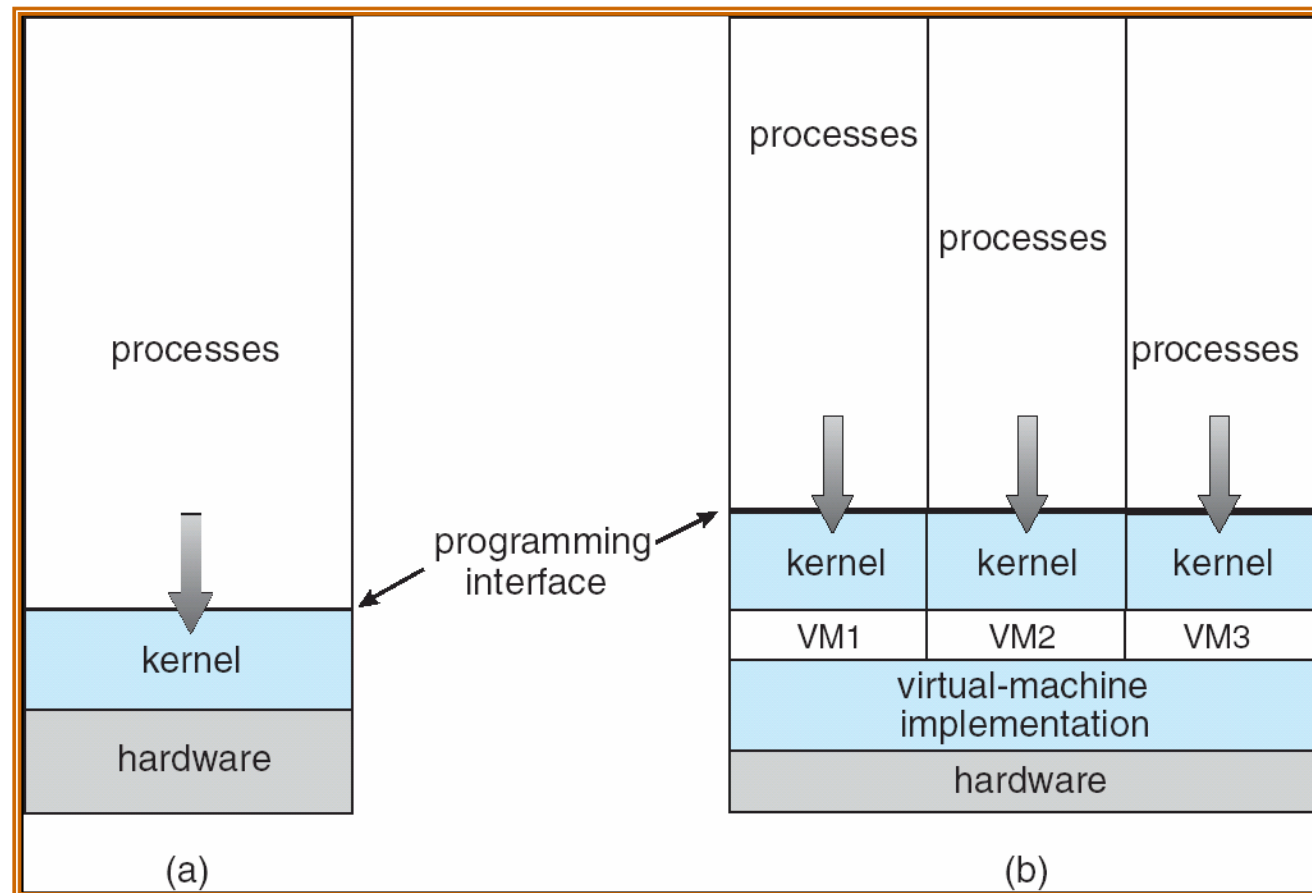 processes
kernel
hardware
(a)
programming
interface
processes
processes
processes
kernel
kernel
kernel
VM1
VM2
VM3
virtual-machine
implementation
hardware
(b)